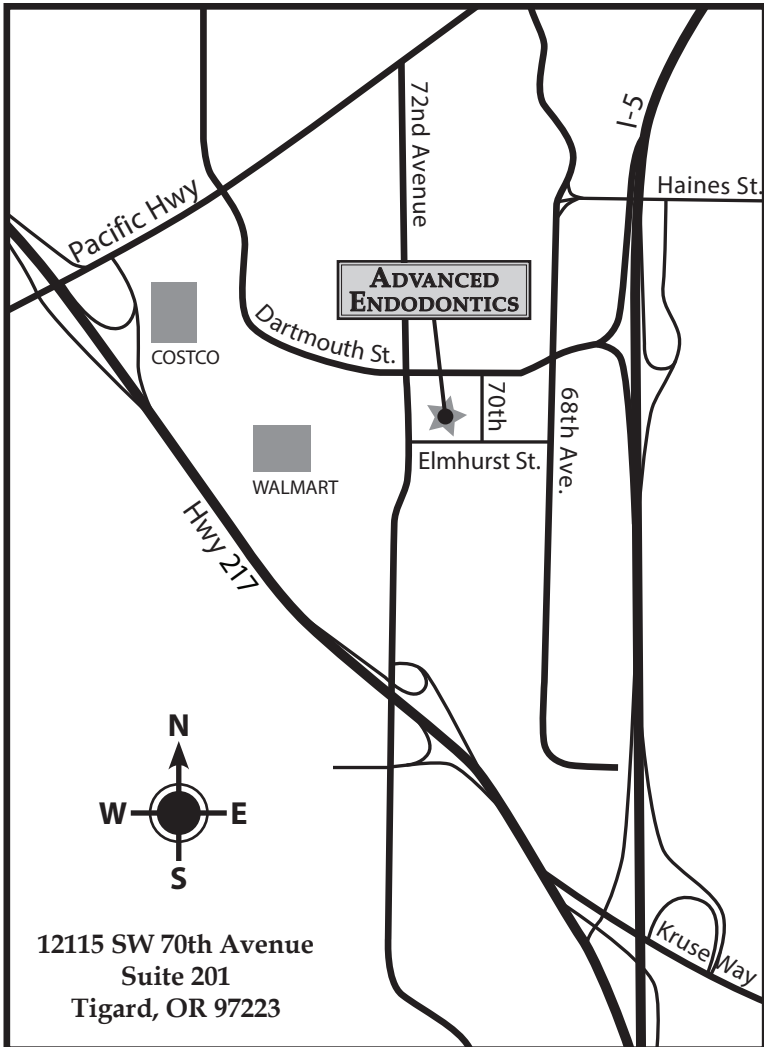 72nd Avenue
I-5
Haines St.
Pacific Hwy
ADVANCED
ENDODONTICS
Dartmouth St.
COSTCO
70th
68th Ave.
Elmhurst St.
WALMART
Hwy 217
N
W E
S
Kruse Way
12115 SW 70th Avenue
Suite 201
Tigard, OR 97223